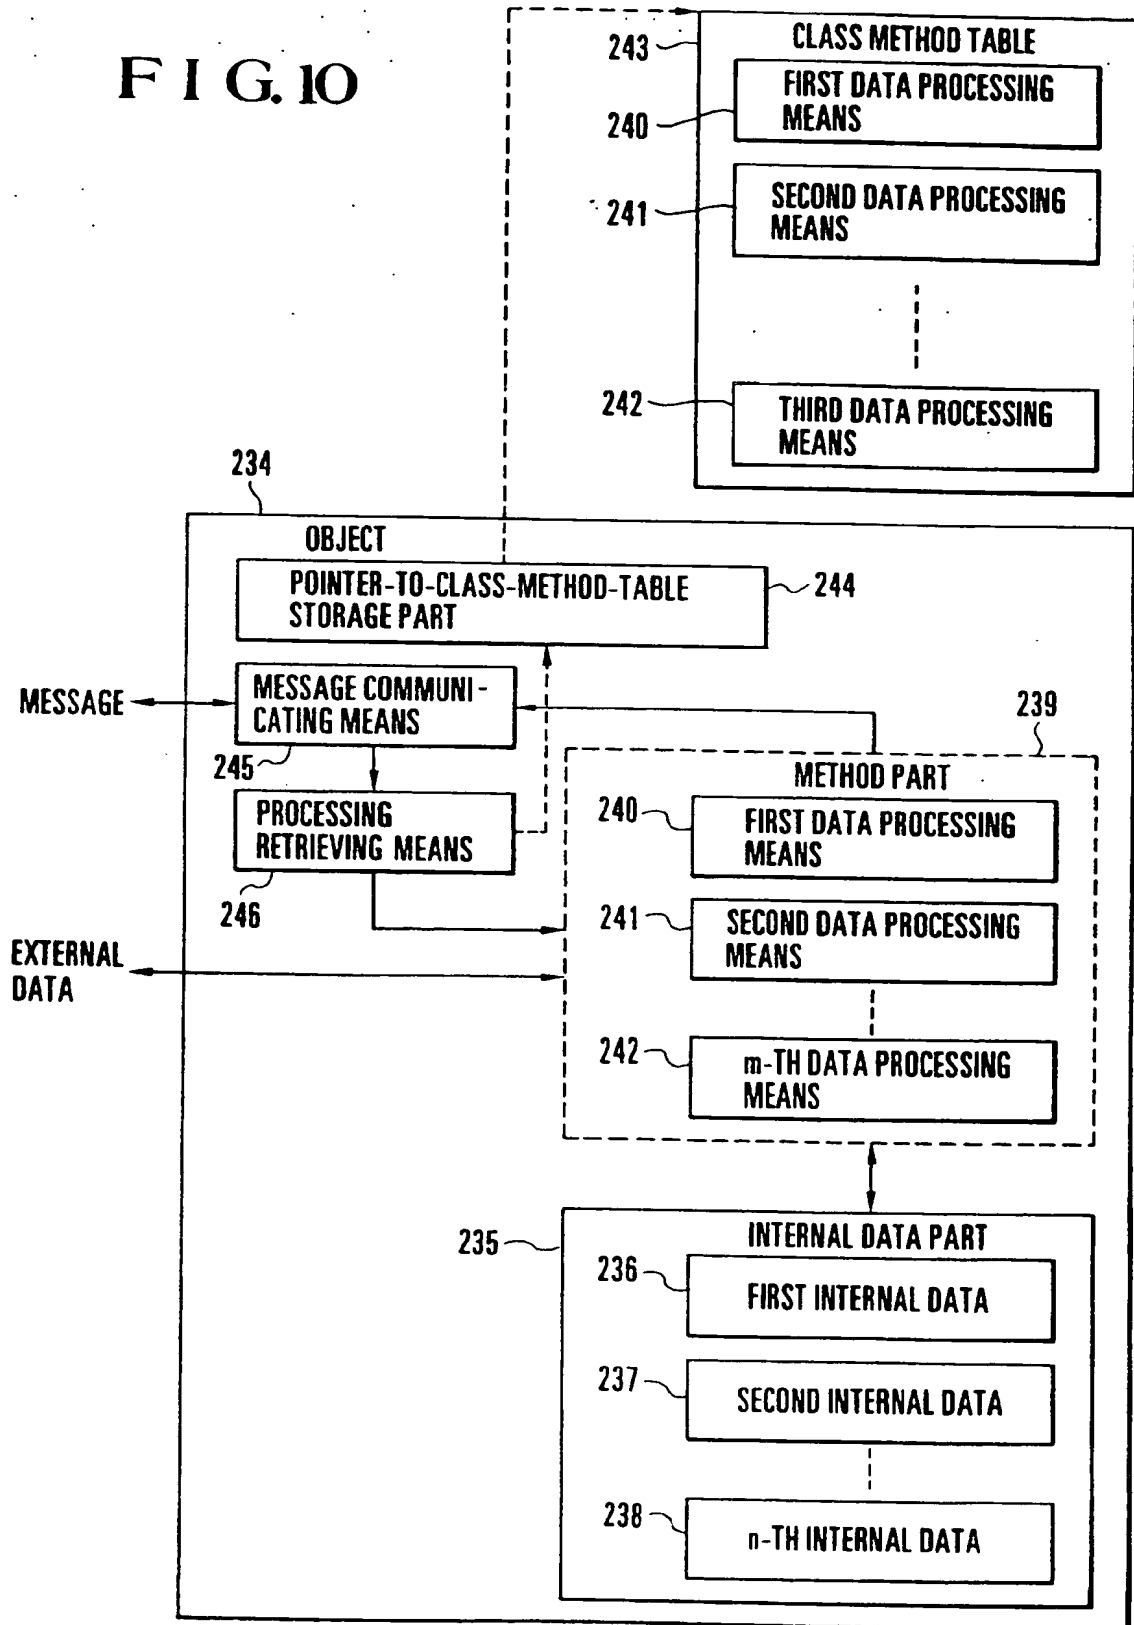 FIG.10
243
CLASS METHOD TABLE
240
FIRST DATA PROCESSING
MEANS
241
SECOND DATA PROCESSING
MEANS
242
THIRD DATA PROCESSING
MEANS
234
OBJECT
POINTER-TO-CLASS-METHOD-TABLE
STORAGE PART
244
MESSAGE
MESSAGE COMMUNI-
CATING MEANS
245
PROCESSING
RETRIEVING MEANS
246
239
METHOD PART
240
FIRST DATA PROCESSING
MEANS
241
SECOND DATA PROCESSING
MEANS
EXTERNAL
DATA
242
m-TH DATA PROCESSING
MEANS
235
INTERNAL DATA PART
236
FIRST INTERNAL DATA
237
SECOND INTERNAL DATA
238
n-TH INTERNAL DATA